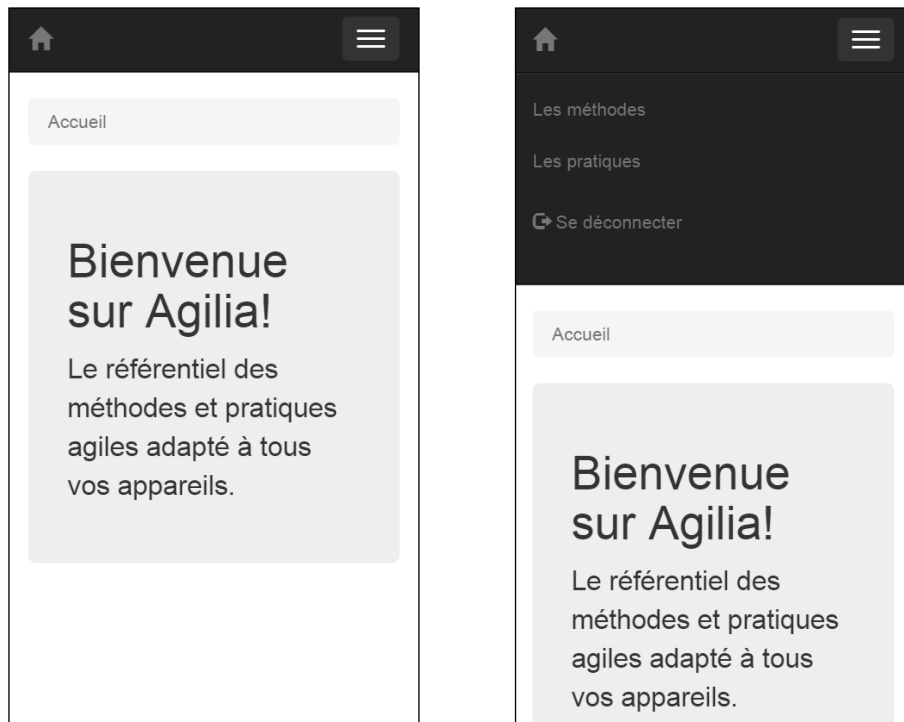 Accueil
Bienvenue
sur Agilia!
Le référentiel des
méthodes et pratiques
agiles adapté à tous
vos appareils.
Les méthodes
Les pratiques
Se déconnecter
Accueil
Bienvenue
sur Agilia!
Le référentiel des
méthodes et pratiques
agiles adapté à tous
vos appareils.